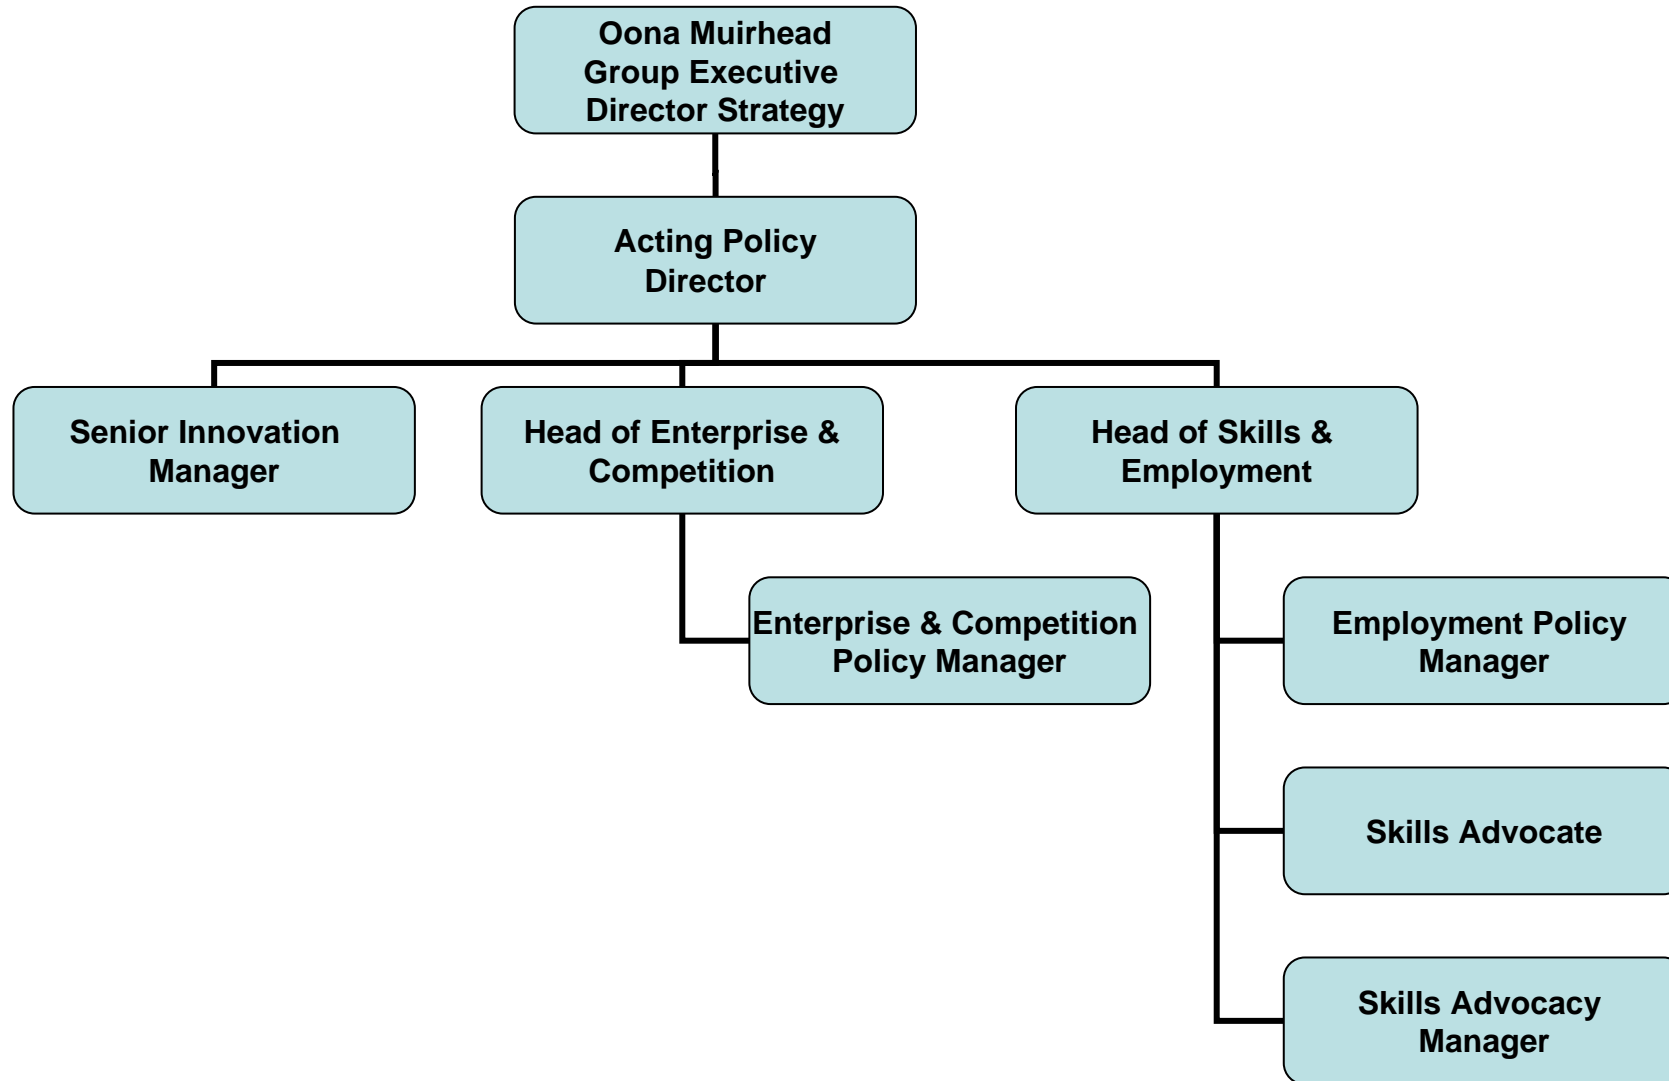 Oona Muirhead
Group Executive
Director Strategy
Acting Policy
Director
Senior Innovation
Manager
Head of Enterprise &
Competition
Head of Skills &
Employment
Enterprise & Competition
Policy Manager
Employment Policy
Manager
Skills Advocate
Skills Advocacy
Manager